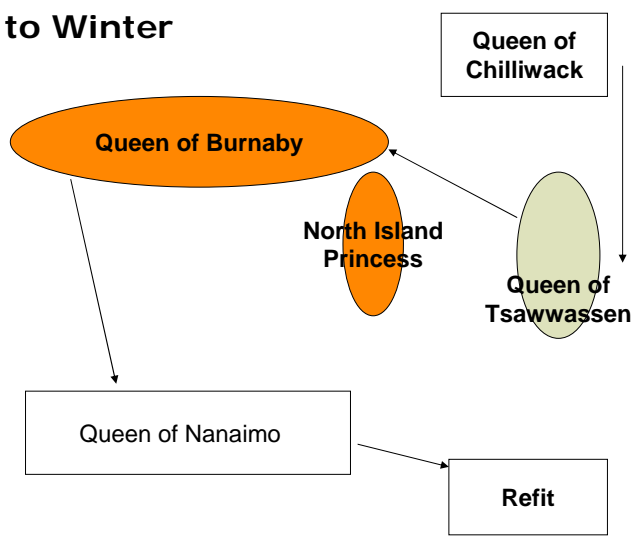 to Winter
Queen of
Chilliwack
Queen of Burnaby
North Island
Princess
Queen of
Tsawwassen
Queen of Nanaimo
Refit